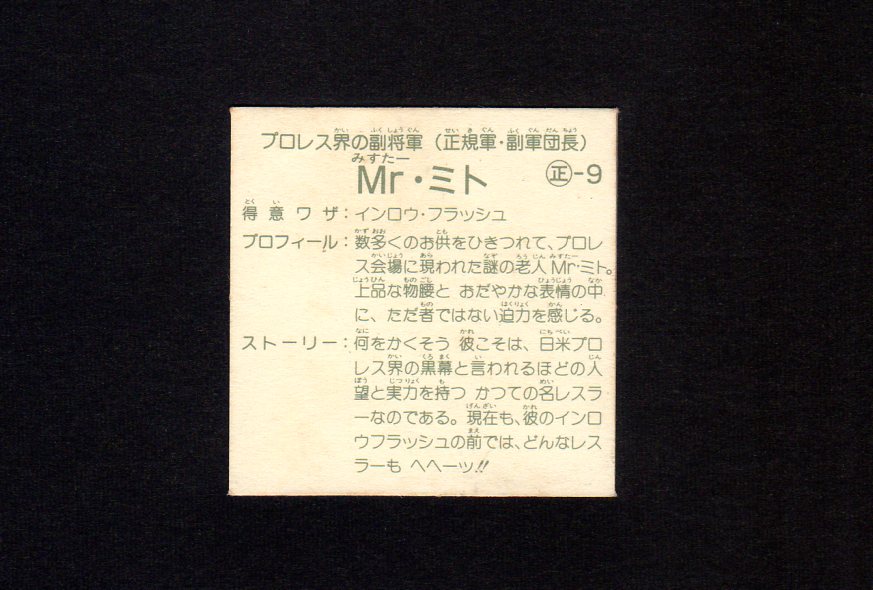 プロレス界の副将軍（正規軍・副軍団長）
Mr・ミト ㊣-9
得意ワザ：インロウ・フラッシュ
プロフィール：数多くのお供をひきつれて、プロレ
ス会場に現われた謎の老人Mr・ミト。
上品な物腰と おだやかな表情の中
に、ただ者ではない迫力を感じる。
ストーリー：何をかくそう 彼こそは、日米プロ
レス界の黒幕と言われるほどの人
望と実力を持つ かつての名レスラ
ーなのである。現在も、彼のインロ
ウフラッシュの前では、どんなレス
ラーも ヘヘーッ!!